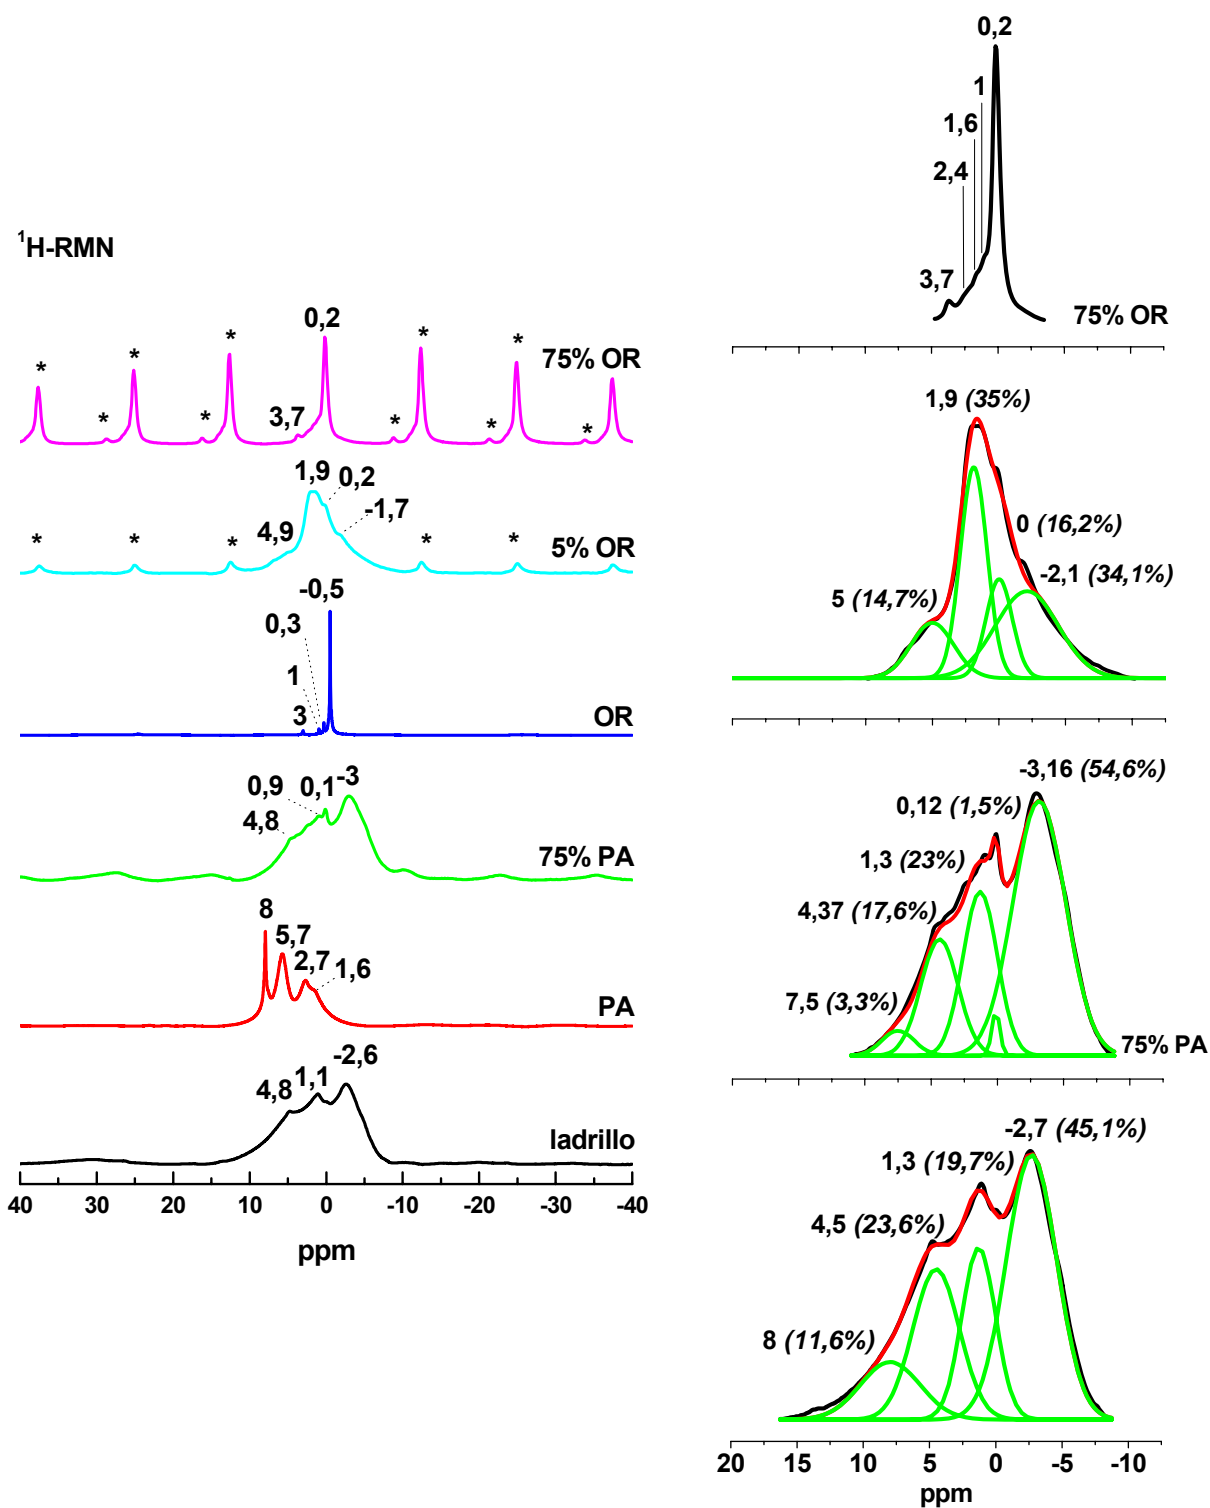 ¹H-RMN
0,2
* * * * * 75% OR
3,7
* * * * *
1,9 0,2
-1,7
4,9
* * * * * 5% OR
-0,5
0,3
1
3
OR
0,9 0,1 -3
4,8
75% PA
8
5,7
2,7 1,6
PA
-2,6
1,1
4,8
ladrillo
40 30 20 10 0 -10 -20 -30 -40
ppm
0,2
1
1,6
2,4
3,7
75% OR
1,9 (35%)
0 (16,2%)
-2,1 (34,1%)
5 (14,7%)
-3,16 (54,6%)
0,12 (1,5%)
1,3 (23%)
4,37 (17,6%)
7,5 (3,3%)
75% PA
-2,7 (45,1%)
1,3 (19,7%)
4,5 (23,6%)
8 (11,6%)
20 15 10 5 0 -5 -10
ppm